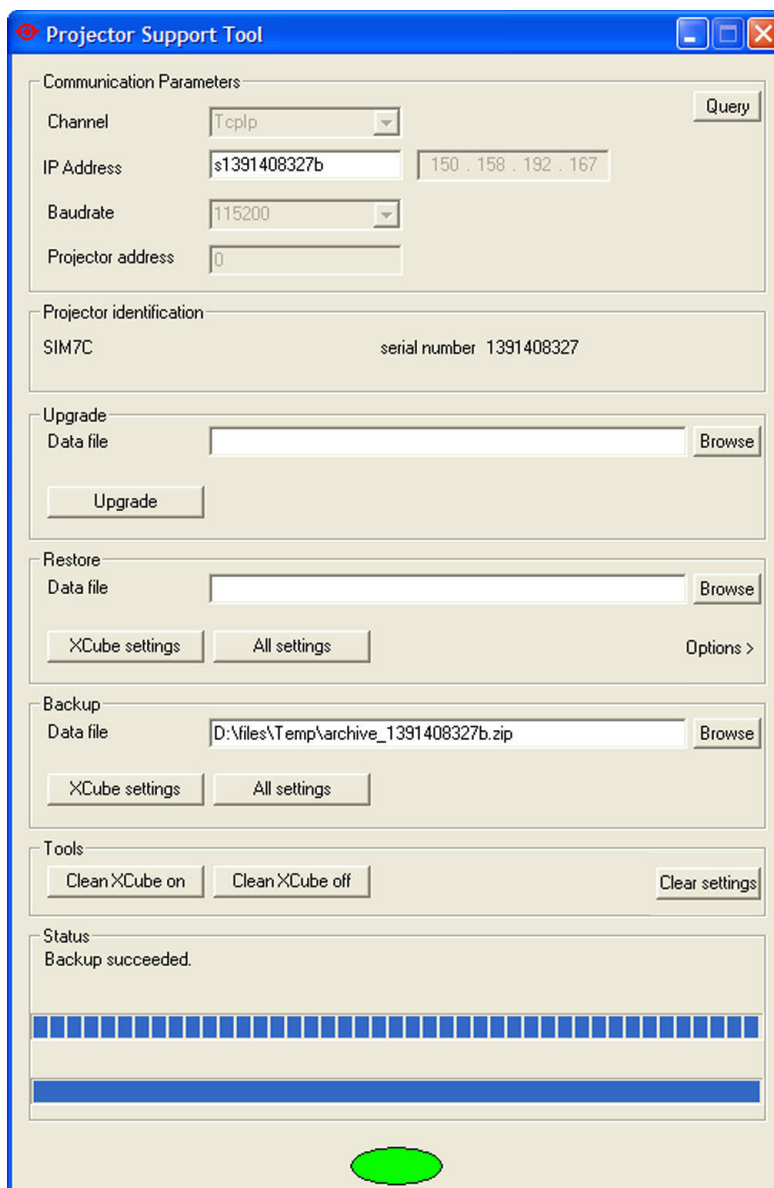 Projector Support Tool
Communication Parameters
Query
Channel TcpIp
IP Address s1391408327b 150 . 158 . 192 . 167
Baudrate 115200
Projector address 0
Projector identification
SIM7C serial number 1391408327
Upgrade
Data file Browse
Upgrade
Restore
Data file Browse
XCube settings All settings Options >
Backup
Data file D:\files\Temp\archive_1391408327b.zip Browse
XCube settings All settings
Tools
Clean XCube on Clean XCube off Clear settings
Status
Backup succeeded.